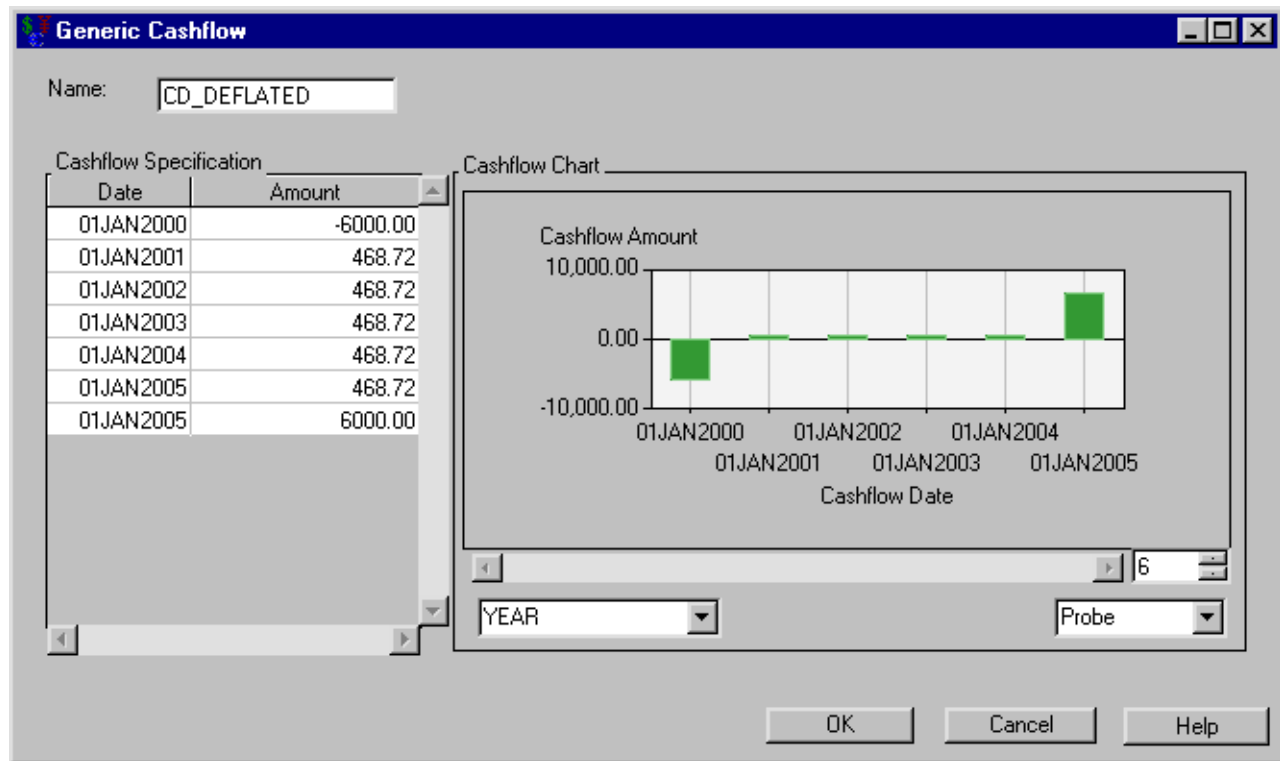 Generic Cashflow
Name: CD_DEFLATED
Cashflow Specification
Date Amount
01JAN2000 -6000.00
01JAN2001 468.72
01JAN2002 468.72
01JAN2003 468.72
01JAN2004 468.72
01JAN2005 468.72
01JAN2005 6000.00
Cashflow Chart
Cashflow Amount
10,000.00
0.00
-10,000.00
01JAN2000 01JAN2002 01JAN2004
01JAN2001 01JAN2003 01JAN2005
Cashflow Date
6
YEAR Probe
OK Cancel Help